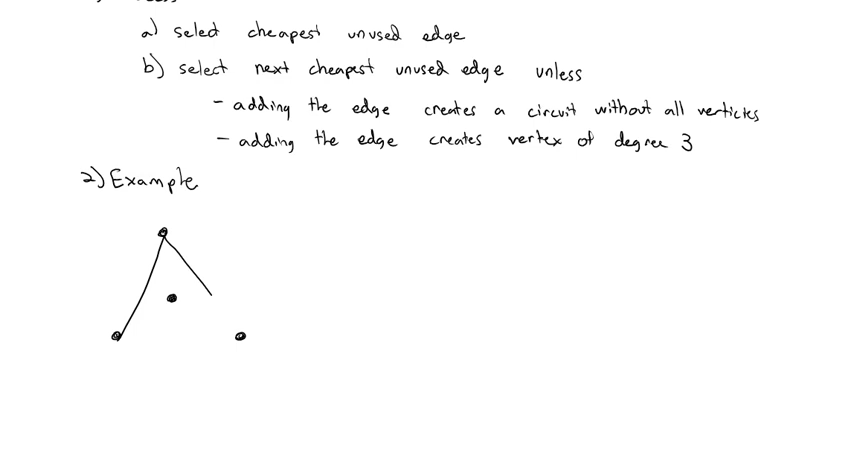 a) select cheapest unused edge
b) select next cheapest unused edge unless
- adding the edge creates a circuit without all verticies
- adding the edge creates vertex of degree 3
2) Example